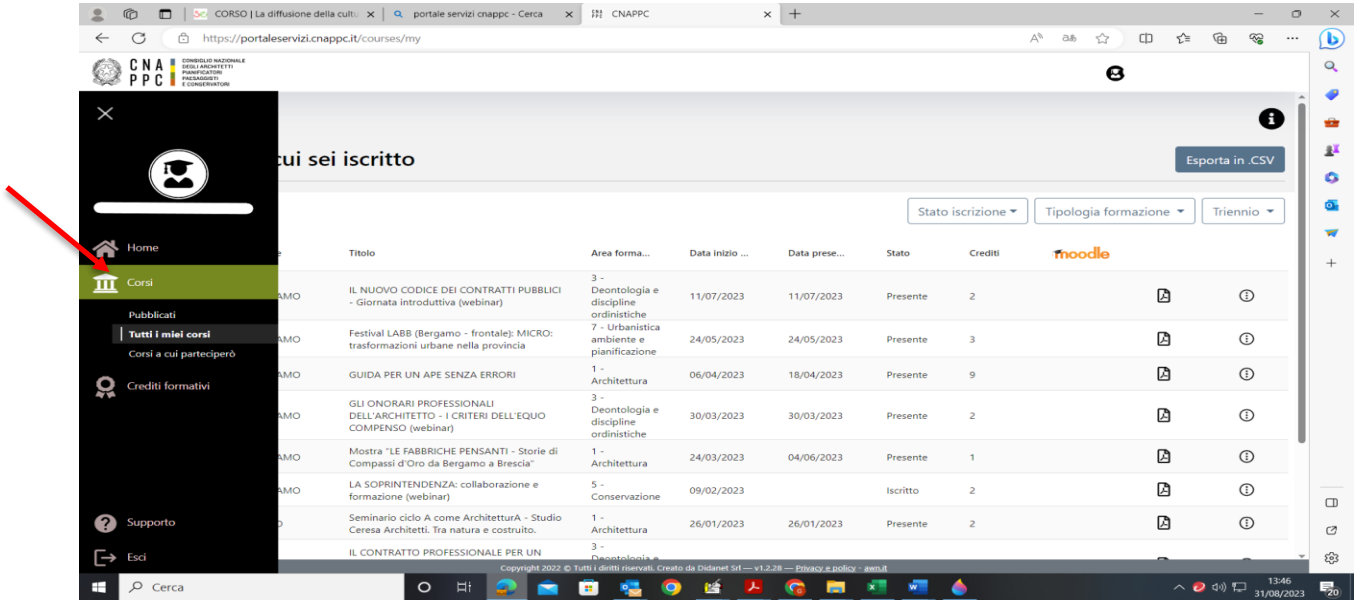 CORSO | La diffusione della cultu
portale servizi cnappc - Cerca
CNAPPC
https://portaleservizi.cnappc.it/courses/my
CNA
PPC
CONSIGLIO NAZIONALE
DEGLI ARCHITETTI
PIANIFICATORI
PAESAGGISTI
E CONSERVATORI
cui sei iscritto
Esporta in .CSV
Stato iscrizione
Tipologia formazione
Triennio
Home
Corsi
Pubblicati
Tutti i miei corsi
Corsi a cui parteciperò
Crediti formativi
Supporto
Esci
Titolo
Area forma...
Data inizio ...
Data prese...
Stato
Crediti
moodle
AMO
IL NUOVO CODICE DEI CONTRATTI PUBBLICI
- Giornata introduttiva (webinar)
3 -
Deontologia e
discipline
ordinistiche
11/07/2023
11/07/2023
Presente
2
AMO
Festival LABB (Bergamo - frontale): MICRO:
trasformazioni urbane nella provincia
7 - Urbanistica
ambiente e
pianificazione
24/05/2023
24/05/2023
Presente
3
AMO
GUIDA PER UN APE SENZA ERRORI
1 -
Architettura
06/04/2023
18/04/2023
Presente
9
AMO
GLI ONORARI PROFESSIONALI
DELL'ARCHITETTO - I CRITERI DELL'EQUO
COMPENSO (webinar)
3 -
Deontologia e
discipline
ordinistiche
30/03/2023
30/03/2023
Presente
2
AMO
Mostra "LE FABBRICHE PENSANTI - Storie di
Compassi d'Oro da Bergamo a Brescia"
1 -
Architettura
24/03/2023
04/06/2023
Presente
1
AMO
LA SOPRINTENDENZA: collaborazione e
formazione (webinar)
5 -
Conservazione
09/02/2023
Iscritto
2
Seminario ciclo A come ArchitetturA - Studio
Ceresa Architetti. Tra natura e costruito.
1 -
Architettura
26/01/2023
26/01/2023
Presente
2
IL CONTRATTO PROFESSIONALE PER UN
3 -
Deontologia e
Copyright 2022 © Tutti i diritti riservati. Creato da Didanet Srl — v1.2.28 — Privacy e policy - awn.it
Cerca
13:46
31/08/2023
20